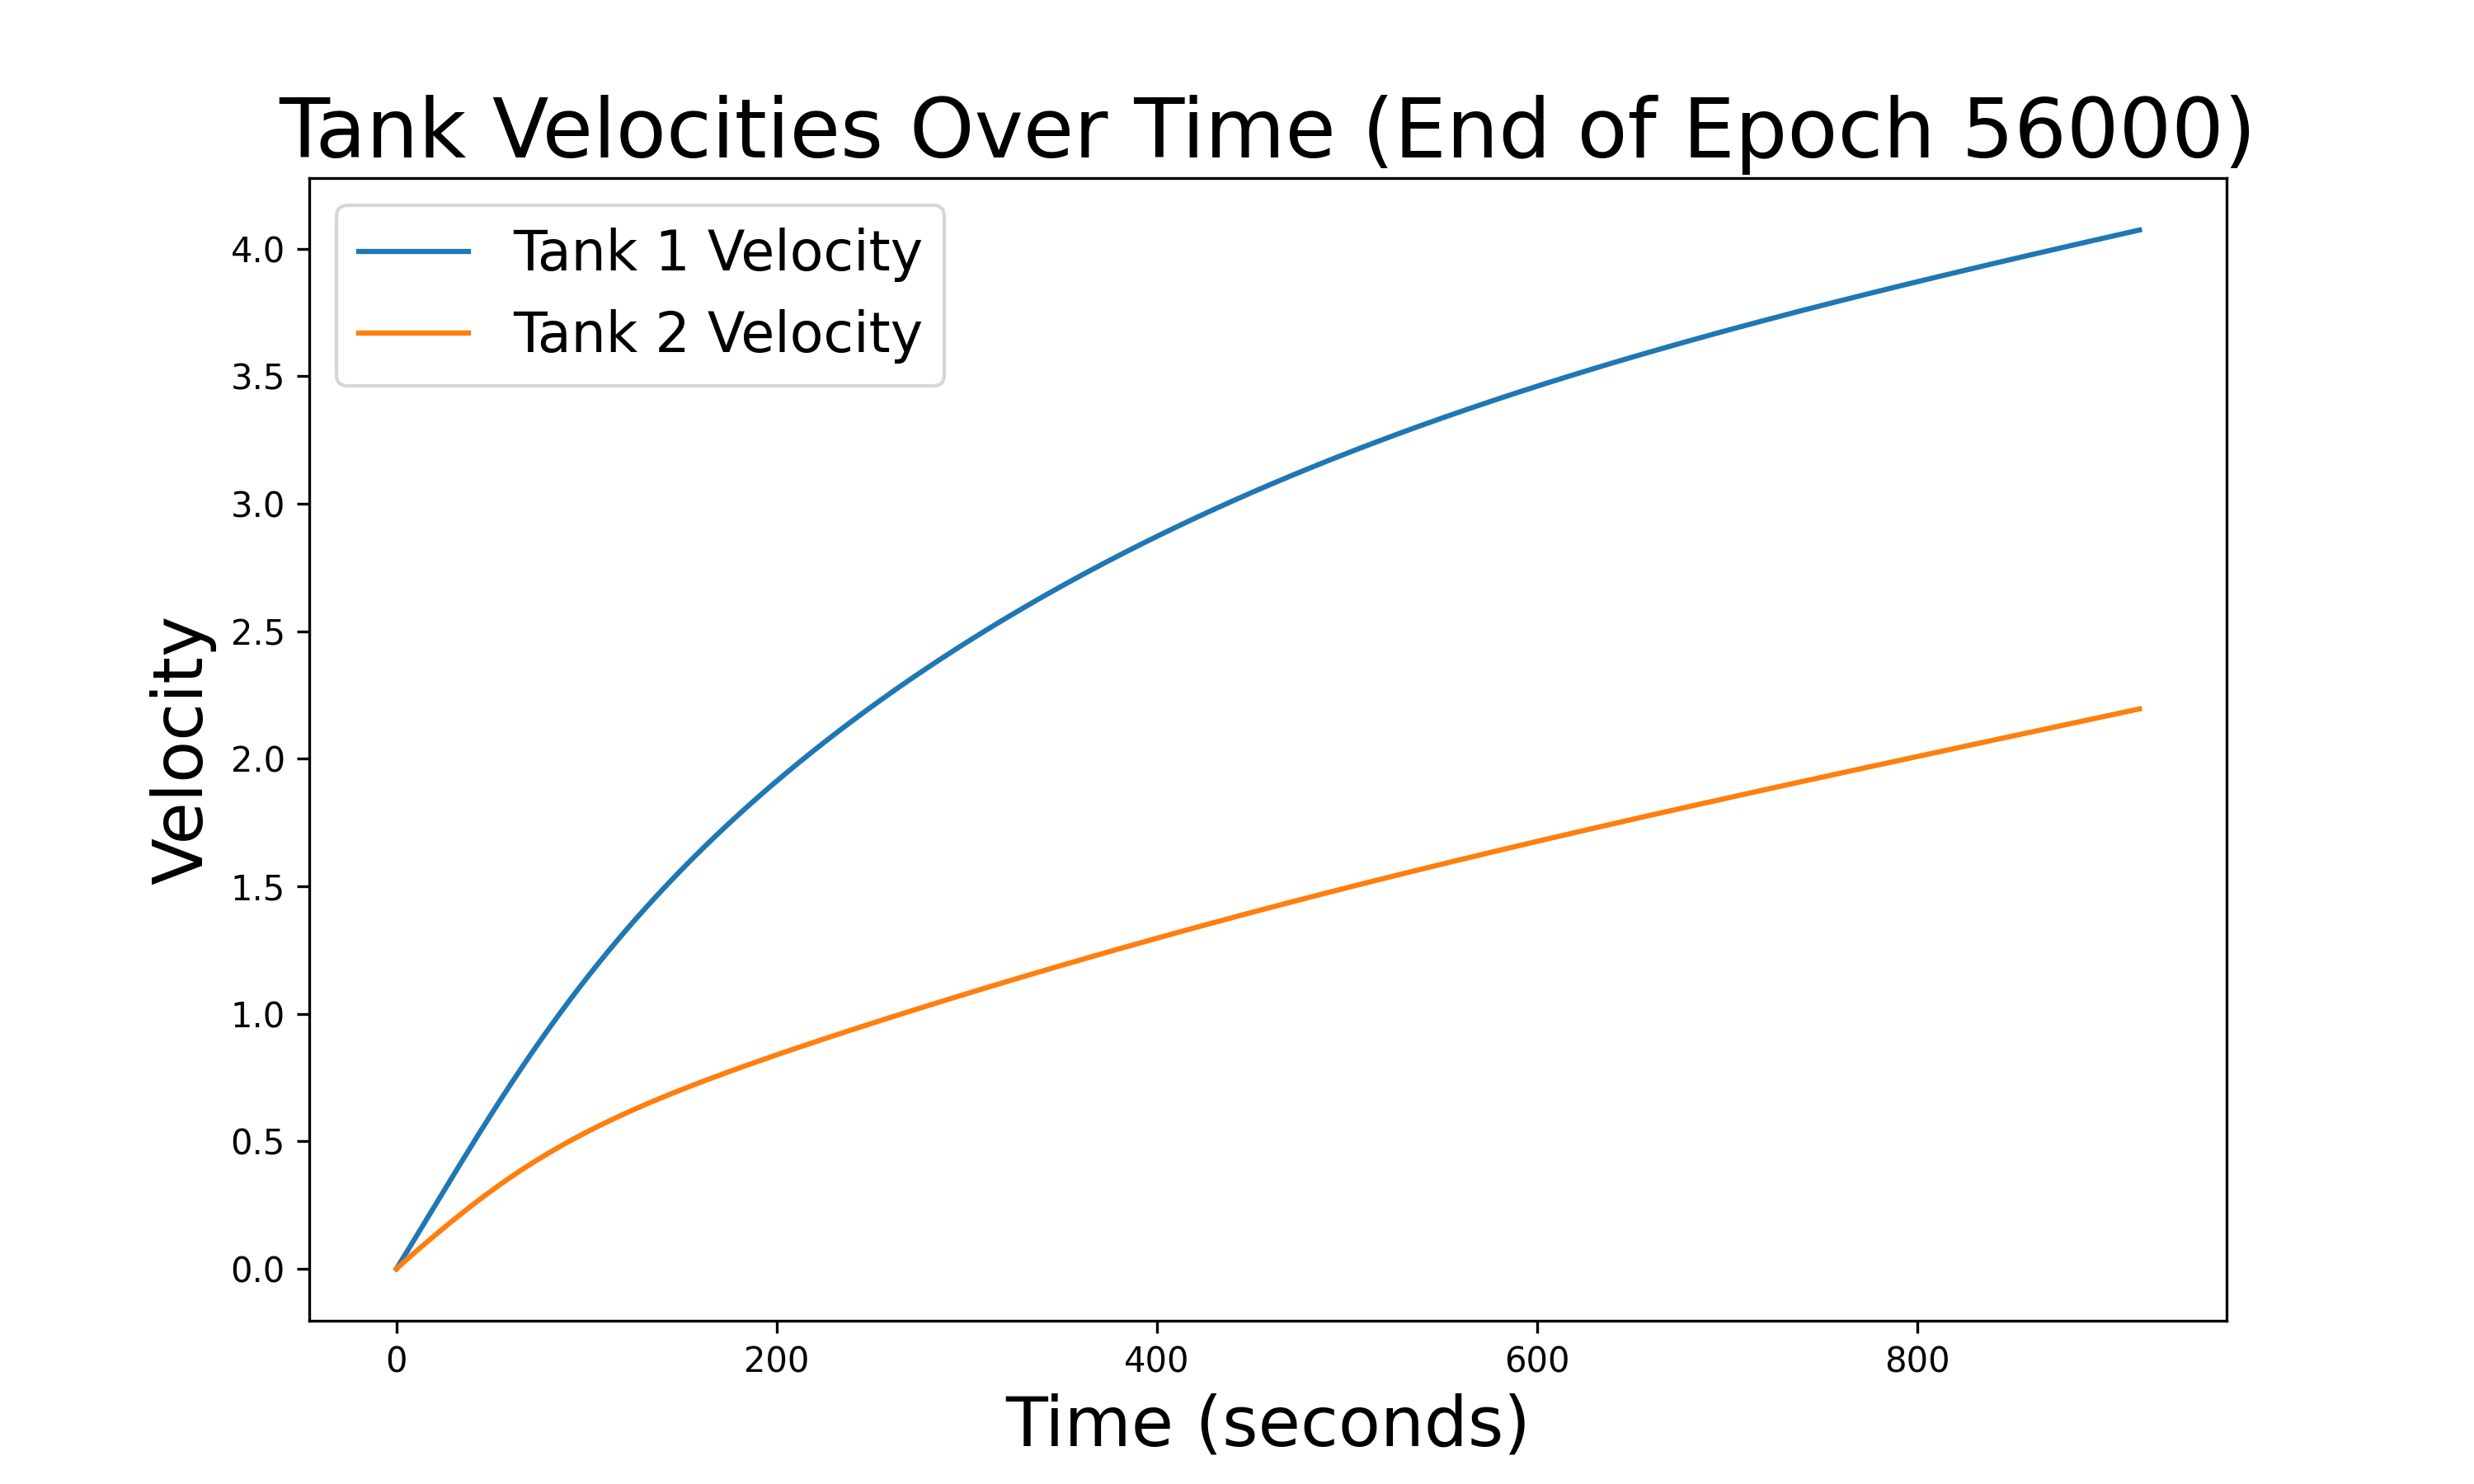 Tank Velocities Over Time (End of Epoch 56000)
Tank 1 Velocity
Tank 2 Velocity
Velocity
4.0
3.5
3.0
2.5
2.0
1.5
1.0
0.5
0.0
0 200 400 600 800
Time (seconds)